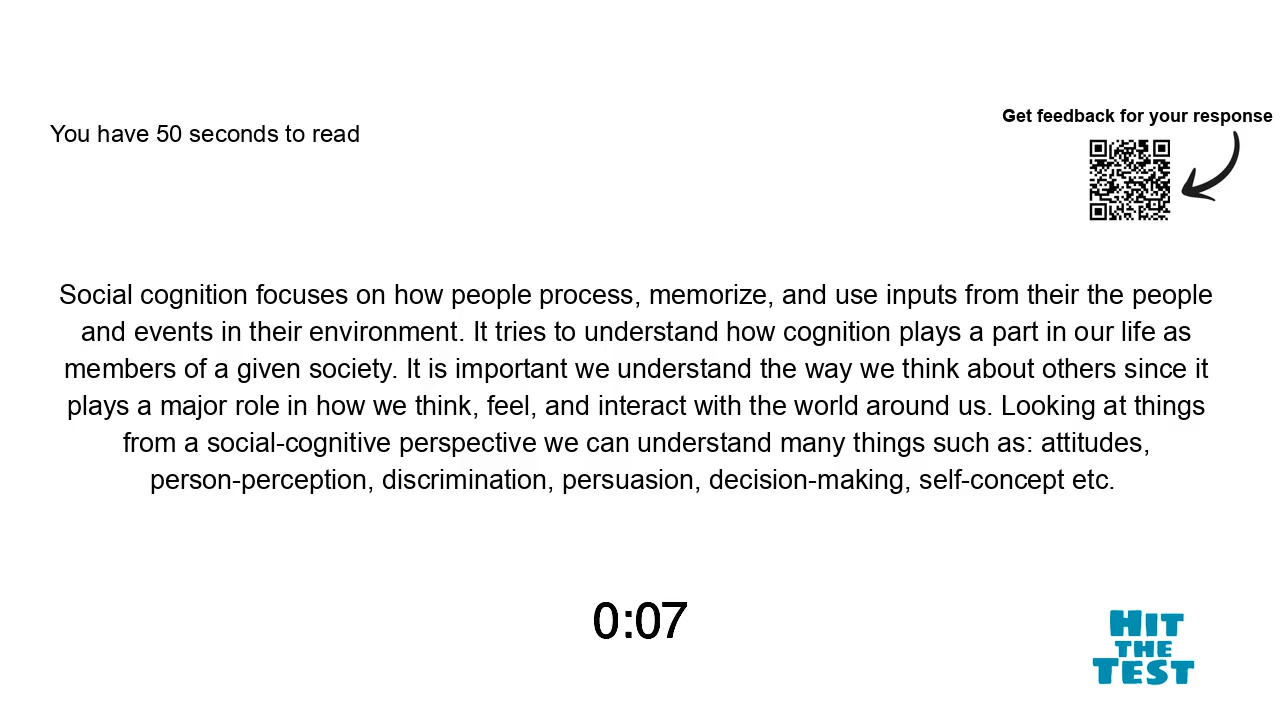 Get feedback for your response
You have 50 seconds to read
Social cognition focuses on how people process, memorize, and use inputs from their the people
and events in their environment. It tries to understand how cognition plays a part in our life as
members of a given society. It is important we understand the way we think about others since it
plays a major role in how we think, feel, and interact with the world around us. Looking at things
from a social-cognitive perspective we can understand many things such as: attitudes,
person-perception, discrimination, persuasion, decision-making, self-concept etc.
0:07
HIT
THE
TEST